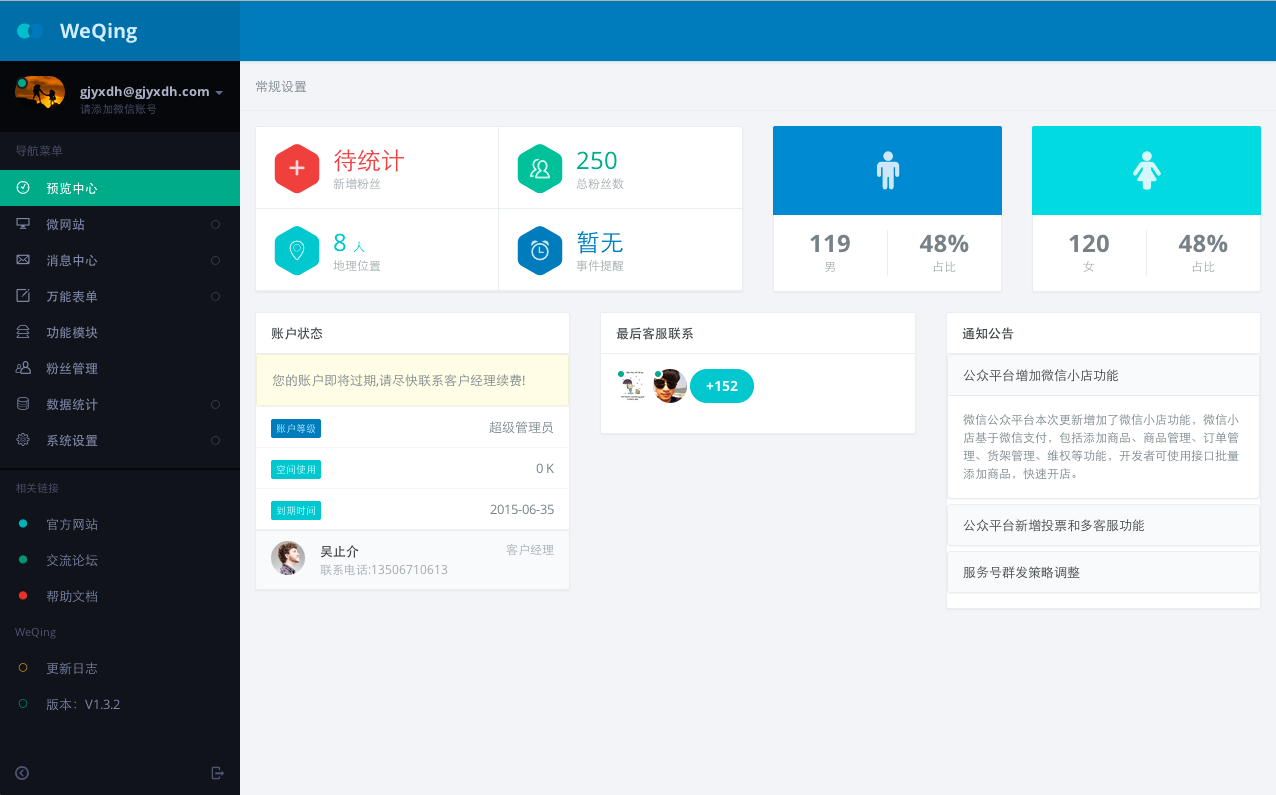 WeQing
gjyxdh@gjyxdh.com
请添加微信账号
导航菜单
预览中心
微网站
消息中心
万能表单
功能模块
粉丝管理
数据统计
系统设置
相关链接
官方网站
交流论坛
帮助文档
WeQing
更新日志
版本：V1.3.2
常规设置
待统计
新增粉丝
250
总粉丝数
8 人
地理位置
暂无
事件提醒
119
男
48%
占比
120
女
48%
占比
账户状态
您的账户即将过期,请尽快联系客户经理续费!
账户等级 超级管理员
空间使用 0 K
到期时间 2015-06-35
吴止介 客户经理
联系电话:13506710613
最后客服联系
+152
通知公告
公众平台增加微信小店功能
微信公众平台本次更新增加了微信小店功能，微信小
店基于微信支付，包括添加商品、商品管理、订单管
理、货架管理、维权等功能，开发者可使用接口批量
添加商品，快速开店。
公众平台新增投票和多客服功能
服务号群发策略调整